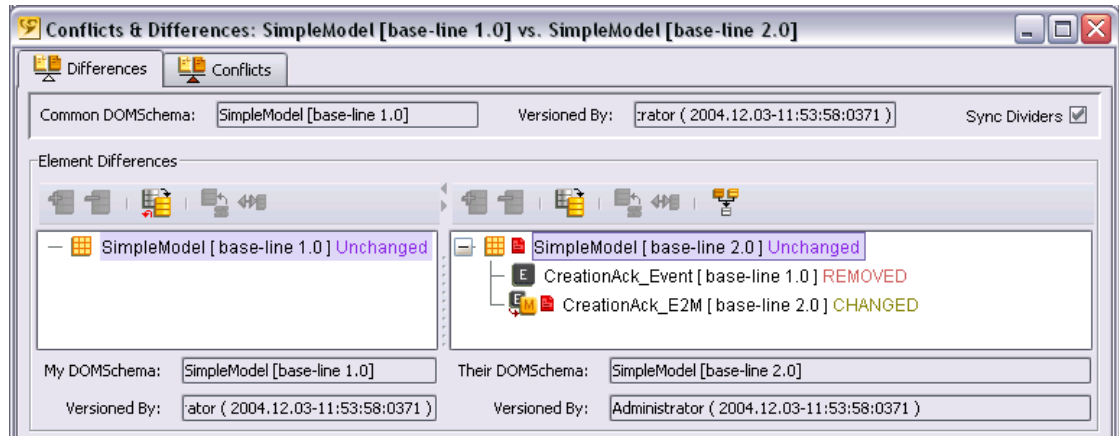 Conflicts & Differences: SimpleModel [base-line 1.0] vs. SimpleModel [base-line 2.0]
Differences Conflicts
Common DOMSchema: SimpleModel [base-line 1.0] Versioned By: :rator ( 2004.12.03-11:53:58:0371 ) Sync Dividers
Element Differences
SimpleModel [ base-line 1.0 ] Unchanged
SimpleModel [ base-line 2.0 ] Unchanged
E CreationAck_Event [ base-line 1.0 ] REMOVED
E M CreationAck_E2M [ base-line 2.0 ] CHANGED
My DOMSchema: SimpleModel [base-line 1.0] Their DOMSchema: SimpleModel [base-line 2.0]
Versioned By: ator ( 2004.12.03-11:53:58:0371 ) Versioned By: Administrator ( 2004.12.03-11:53:58:0371 )